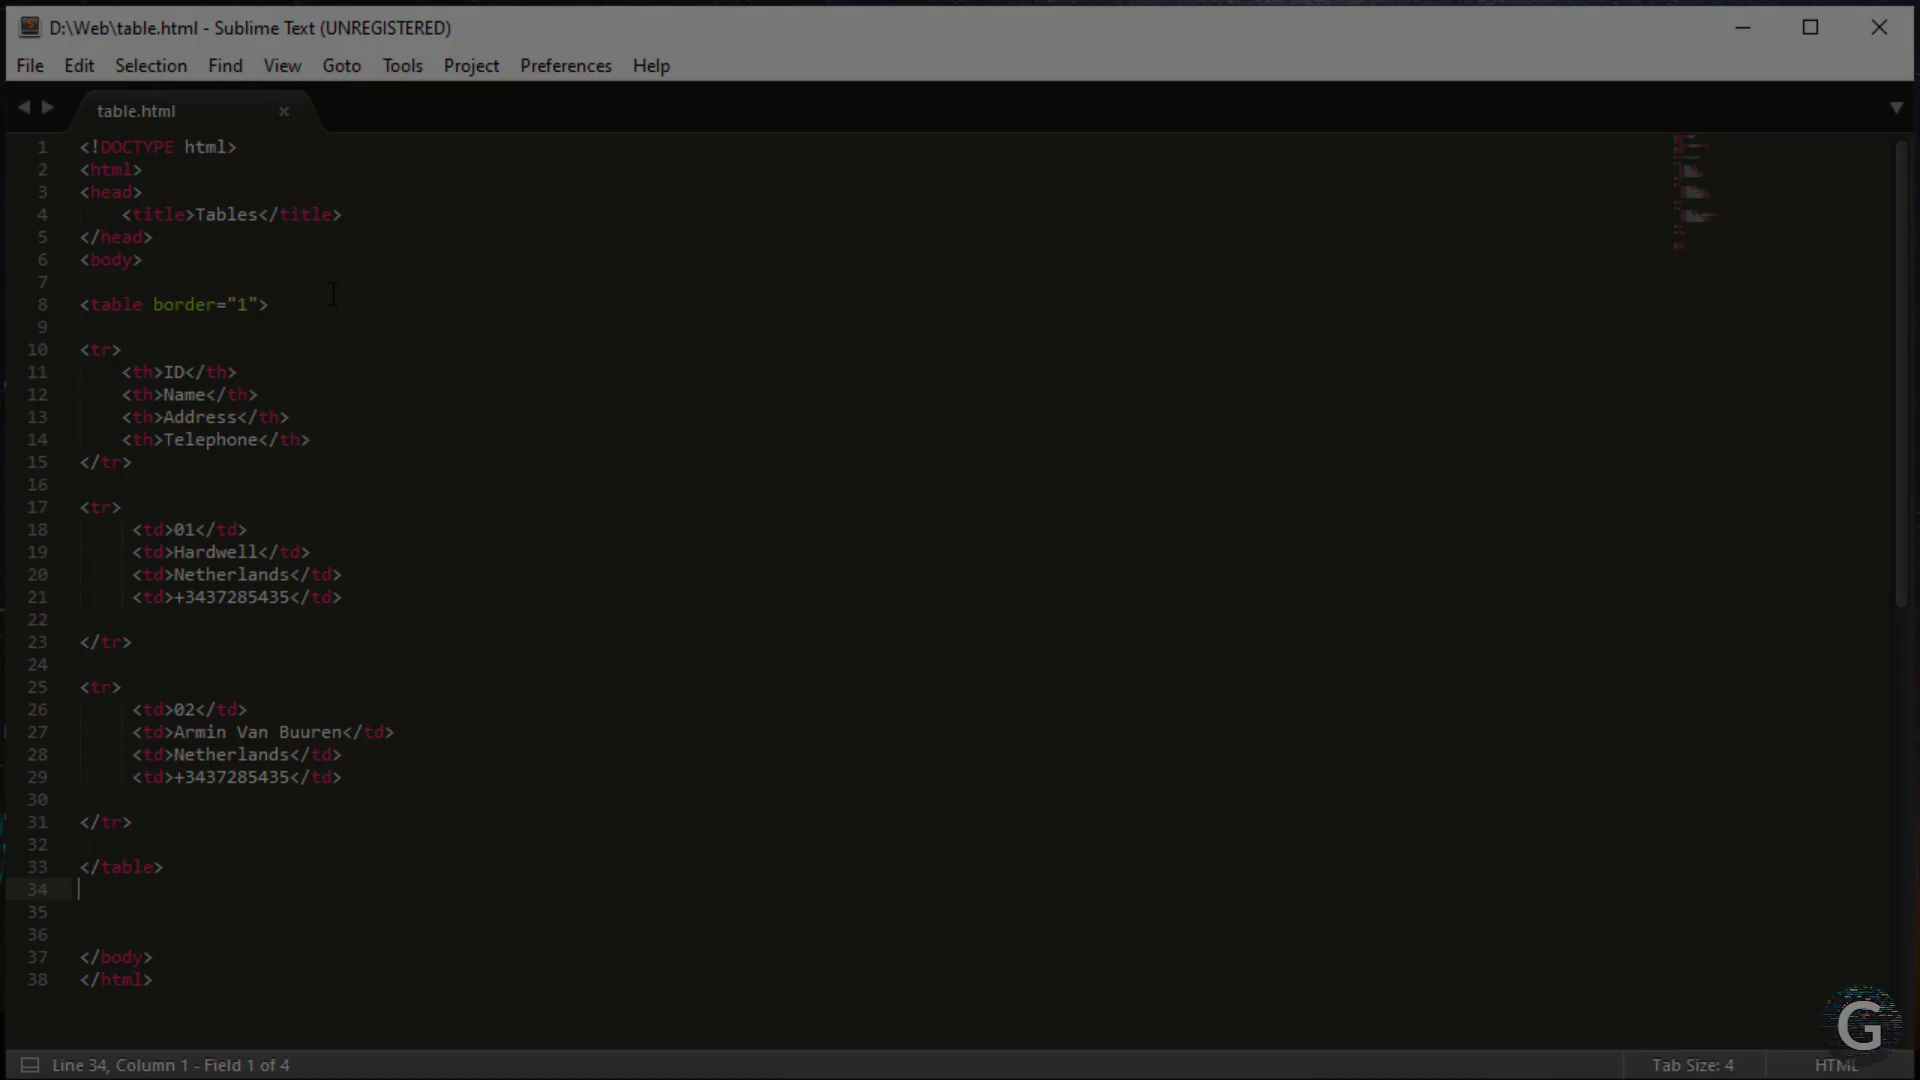 D:\Web\table.html - Sublime Text (UNREGISTERED)
File Edit Selection Find View Goto Tools Project Preferences Help
table.html
1 <!DOCTYPE html>
2 <html>
3 <head>
4 <title>Tables</title>
5 </head>
6 <body>
7
8 <table border="1">
9
10 <tr>
11 <th>ID</th>
12 <th>Name</th>
13 <th>Address</th>
14 <th>Telephone</th>
15 </tr>
16
17 <tr>
18 <td>01</td>
19 <td>Hardwell</td>
20 <td>Netherlands</td>
21 <td>+3437285435</td>
22
23 </tr>
24
25 <tr>
26 <td>02</td>
27 <td>Armin Van Buuren</td>
28 <td>Netherlands</td>
29 <td>+3437285435</td>
30
31 </tr>
32
33 </table>
34
35
36
37 </body>
38 </html>
G
Line 34, Column 1 - Field 1 of 4 Tab Size: 4 HTML